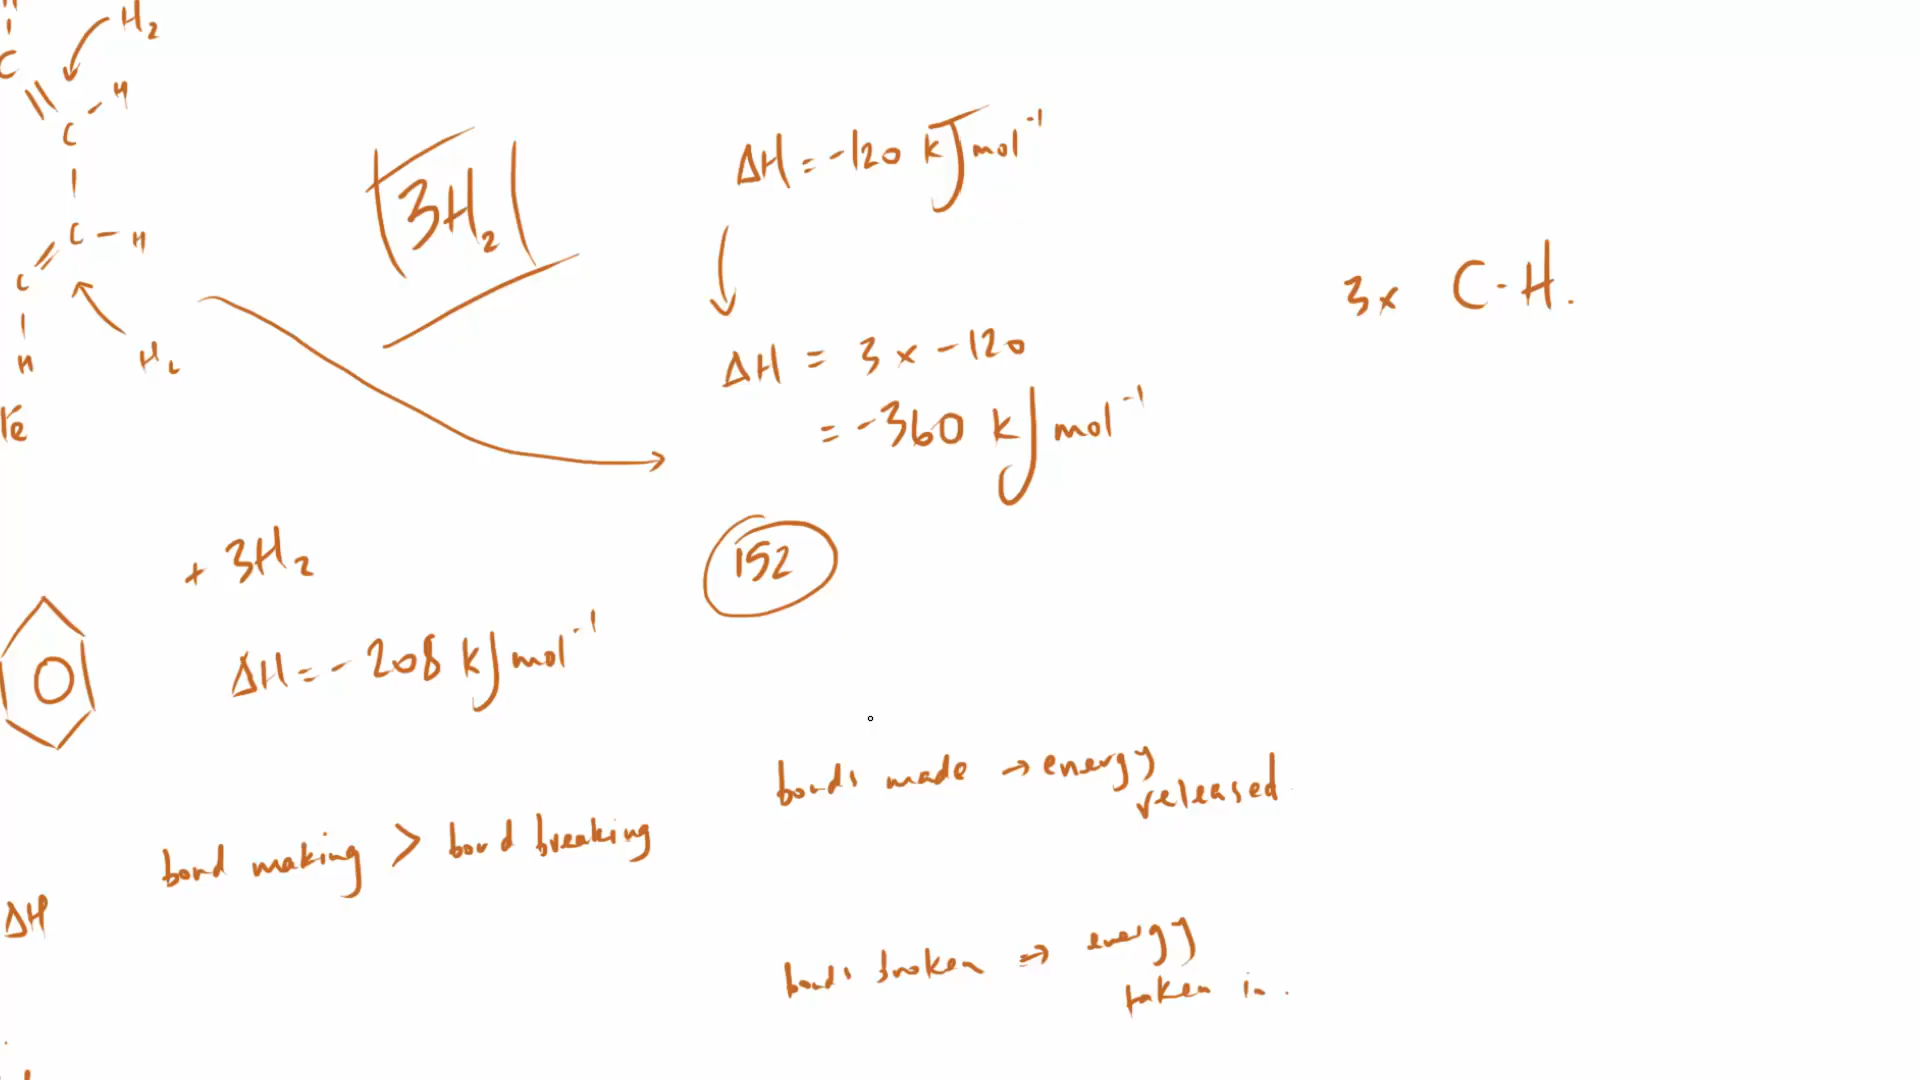 H
H₂
C
C - H
C - H
C
H
H₂
3H₂
ΔH = -120 kJ mol⁻¹
ΔH = 3 x -120
= -360 kJ mol⁻¹
3x C-H.
+ 3H₂
152
ΔH = - 208 kJ mol⁻¹
bonds made → energy
released.
bond making > bond breaking
ΔH
bonds broken → energy
taken in.